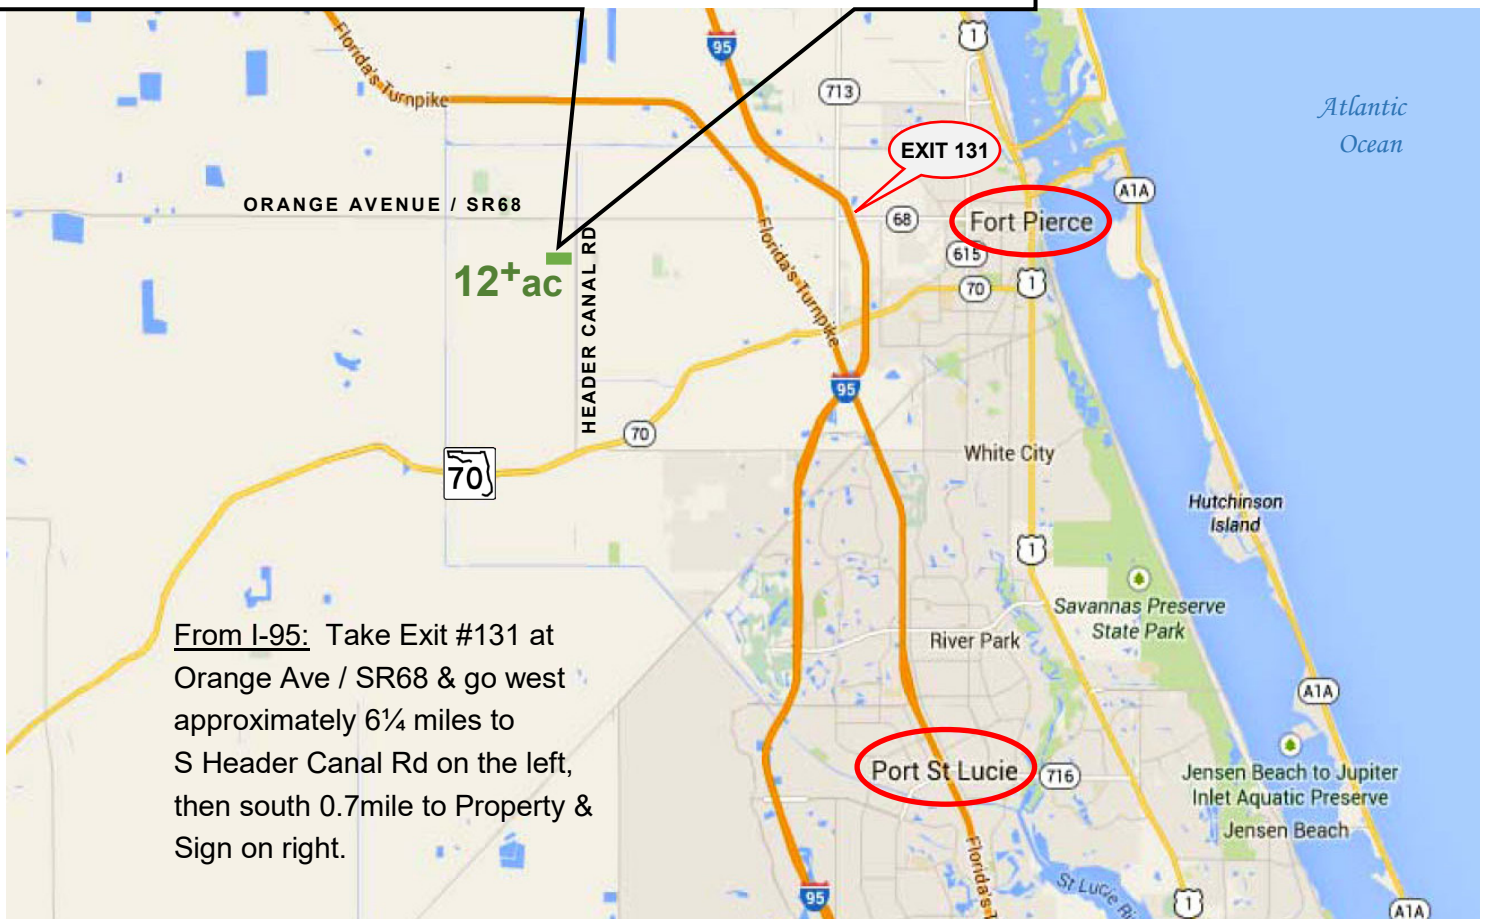 Florida's Turnpike
95
1
713
Atlantic
Ocean
EXIT 131
A1A
ORANGE AVENUE / SR68
68
Fort Pierce
Florida's Turnpike
615
12+ac
HEADER CANAL RD
70
1
95
70
70
White City
Hutchinson
Island
1
Savannas Preserve
State Park
River Park
From I-95: Take Exit #131 at
Orange Ave / SR68 & go west
approximately 6¼ miles to
S Header Canal Rd on the left,
then south 0.7mile to Property &
Sign on right.
A1A
Port St Lucie
716
Jensen Beach to Jupiter
Inlet Aquatic Preserve
Jensen Beach
Florida's T
St Lucie Ri
95
1
A1A